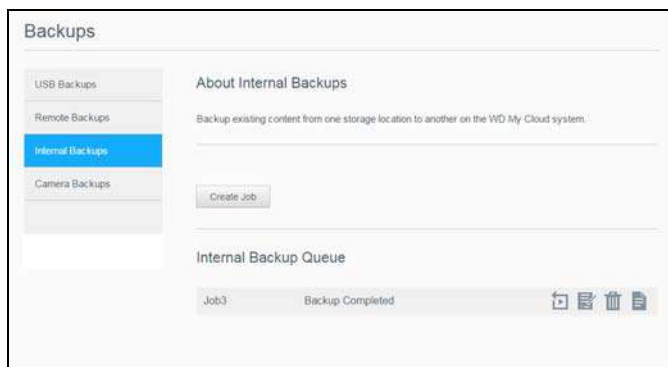 Backups
USB Backups
Remote Backups
Internal Backups
Camera Backups
About Internal Backups
Backup existing content from one storage location to another on the WD My Cloud system.
Create Job
Internal Backup Queue
Job3 Backup Completed